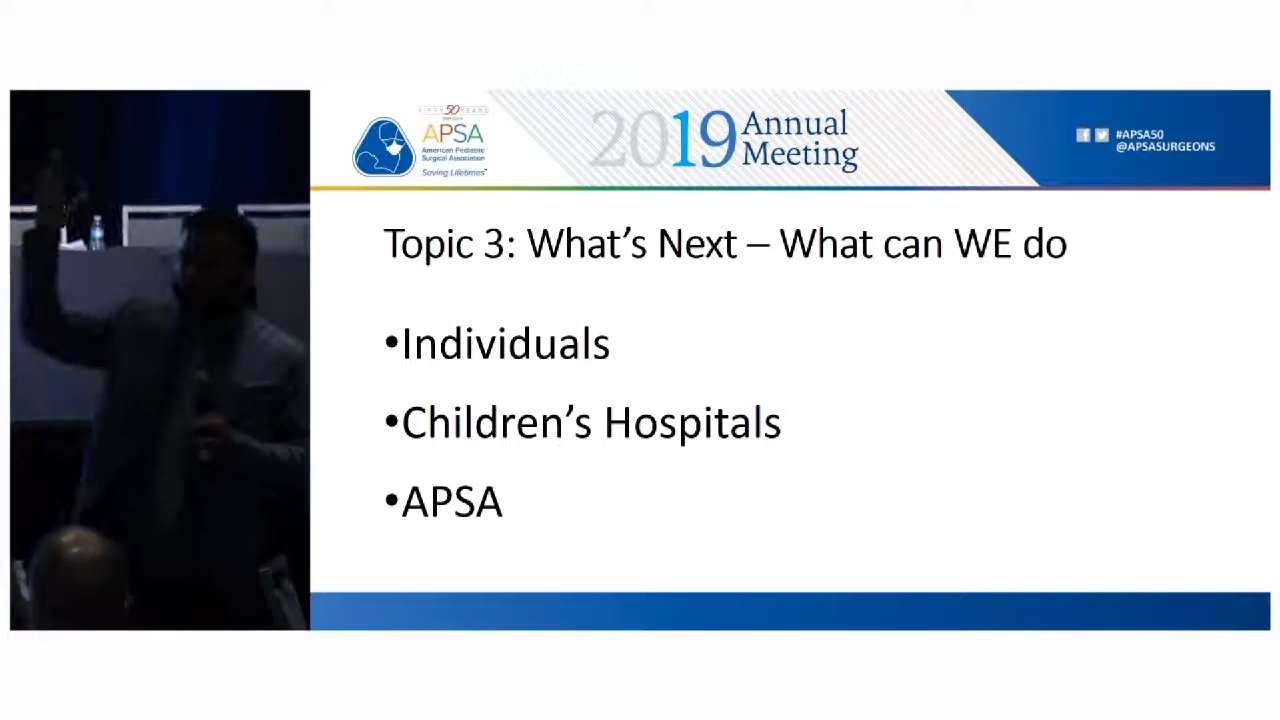 FIFTY 50 YEARS
APSA
American Pediatric
Surgical Association
Saving Lifetimes
2019 Annual
Meeting
#APSA50
@APSASURGEONS
Topic 3: What’s Next – What can WE do
•Individuals
•Children’s Hospitals
•APSA